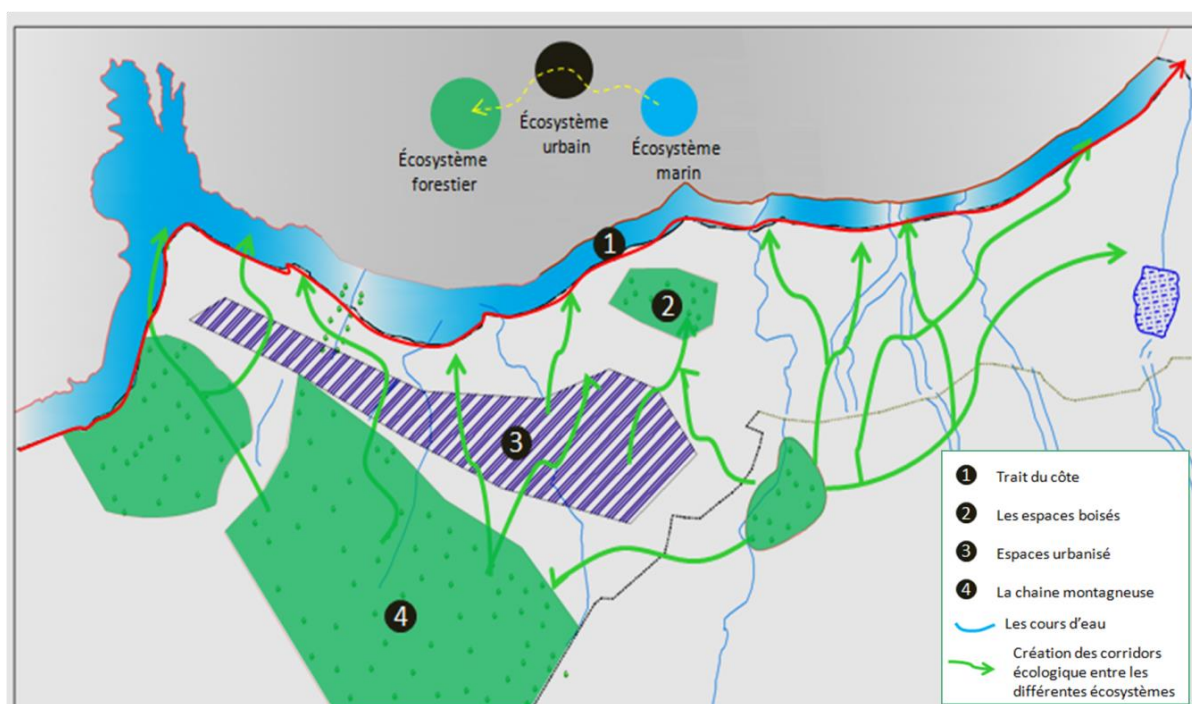 Écosystème
forestier
Écosystème
urbain
Écosystème
marin
1
2
3
4
1 Trait du côte
2 Les espaces boisés
3 Espaces urbanisé
4 La chaine montagneuse
Les cours d'eau
Création des corridors
écologique entre les
différentes écosystèmes